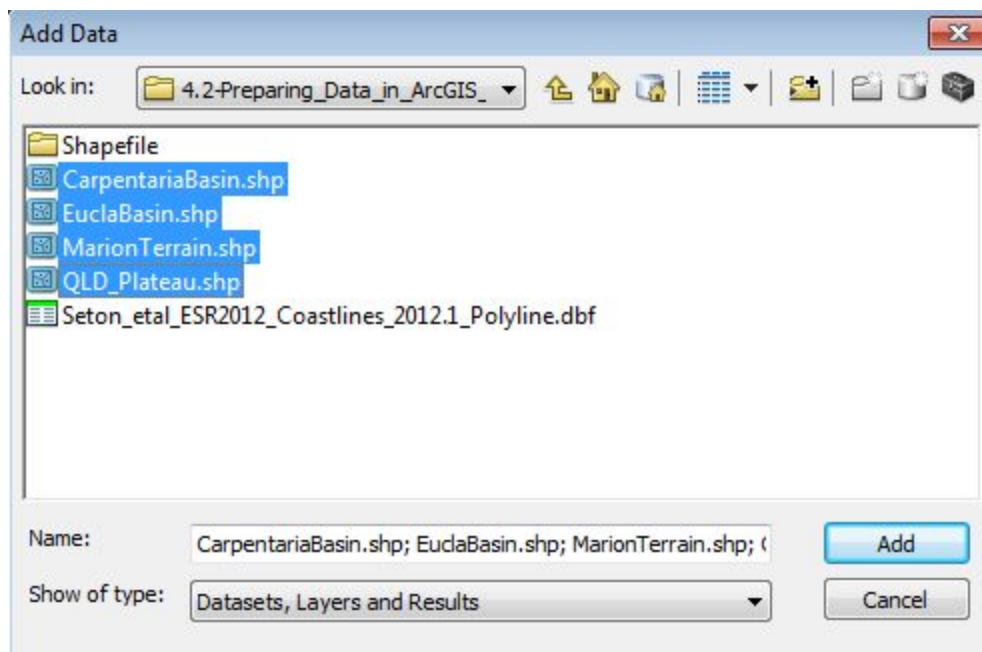 Add Data
Look in: 4.2-Preparing_Data_in_ArcGIS_
Shapefile
CarpentariaBasin.shp
EuclaBasin.shp
MarionTerrain.shp
QLD_Plateau.shp
Seton_etal_ESR2012_Coastlines_2012.1_Polyline.dbf
Name: CarpentariaBasin.shp; EuclaBasin.shp; MarionTerrain.shp; Add
Show of type: Datasets, Layers and Results Cancel